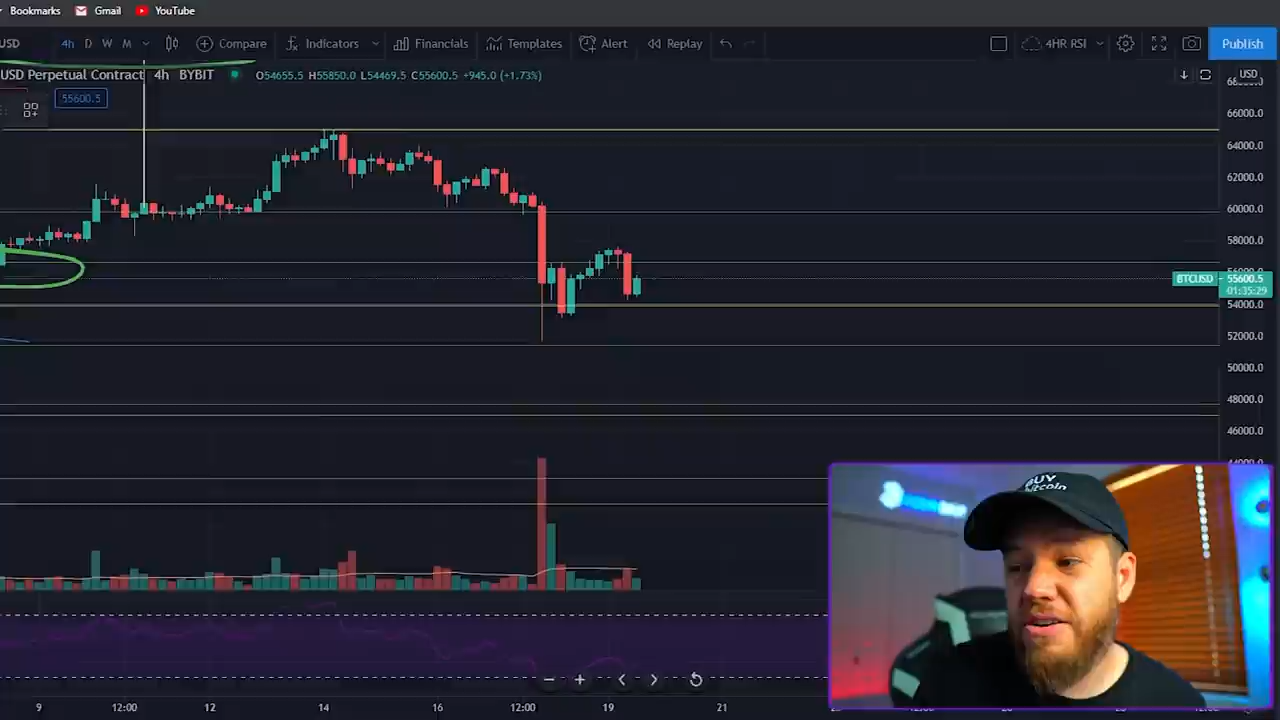 Bookmarks Gmail YouTube
USD 4h D W M Compare Indicators Financials Templates Alert Replay 4HR RSI Publish
USD Perpetual Contract 4h BYBIT O54655.5 H55850.0 L54469.5 C55600.5 +945.0 (+1.73%) USD
55600.5
66000.0
64000.0
62000.0
60000.0
58000.0
BTCUSD 55600.5
01:35:29
54000.0
52000.0
50000.0
48000.0
46000.0
BUY
bitcoin
9 12:00 12 14 16 12:00 19 21